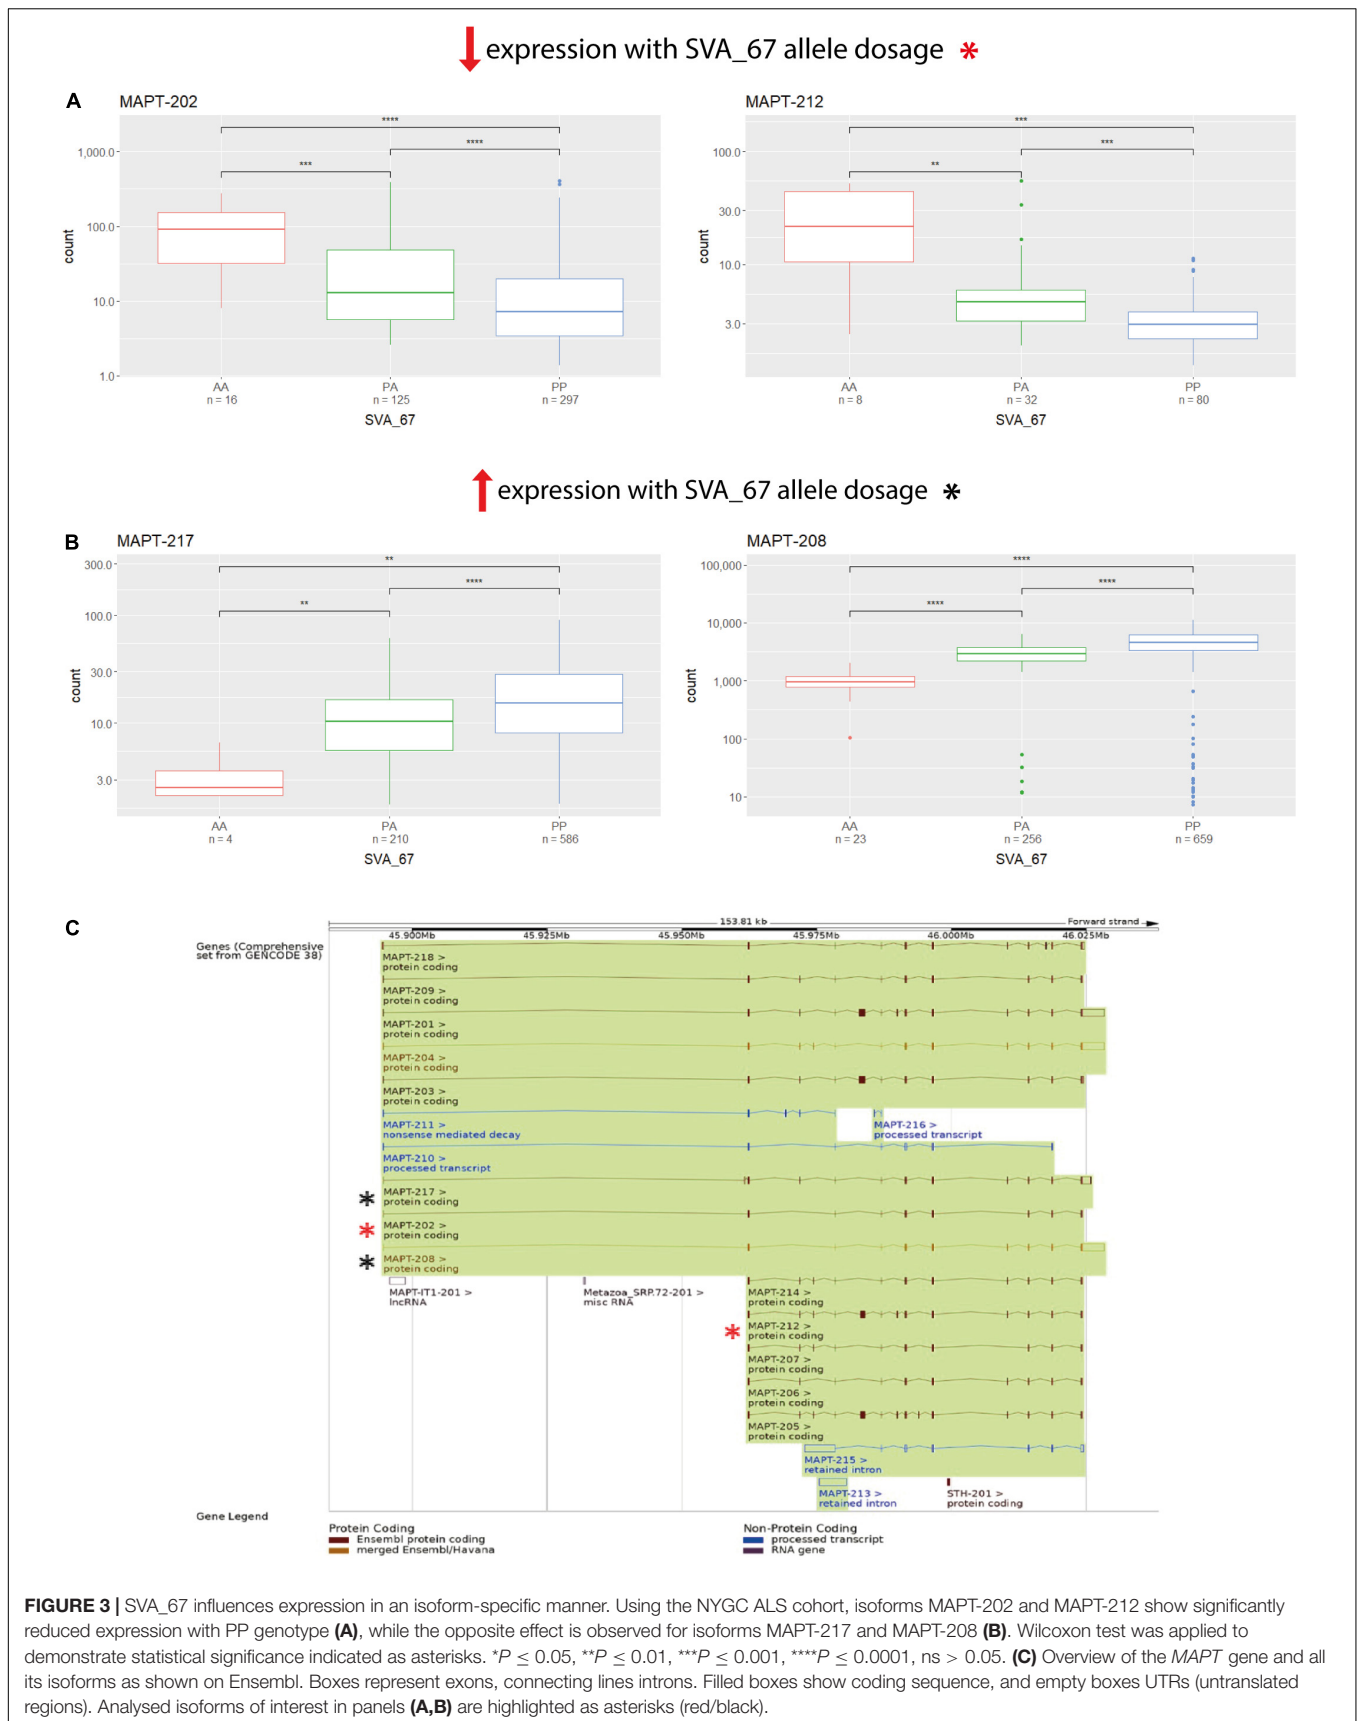 expression with SVA_67 allele dosage *
A
MAPT-202
****
****
***
1,000.0
100.0
10.0
1.0
count
AA
n = 16
PA
n = 125
PP
n = 297
SVA_67
MAPT-212
***
***
**
100.0
30.0
10.0
3.0
count
AA
n = 8
PA
n = 32
PP
n = 80
SVA_67
expression with SVA_67 allele dosage *
B
MAPT-217
**
****
**
300.0
100.0
30.0
10.0
3.0
count
AA
n = 4
PA
n = 210
PP
n = 586
SVA_67
MAPT-208
****
****
****
100,000
10,000
1,000
100
10
count
AA
n = 23
PA
n = 256
PP
n = 659
SVA_67
C
153.81 kb
Forward strand
45.900Mb 45.925Mb 45.950Mb 45.975Mb 46.000Mb 46.025Mb
Genes (Comprehensive
set from GENCODE 38)
MAPT-218 >
protein coding
MAPT-209 >
protein coding
MAPT-201 >
protein coding
MAPT-204 >
protein coding
MAPT-203 >
protein coding
MAPT-211 >
nonsense mediated decay
MAPT-216 >
processed transcript
MAPT-210 >
processed transcript
* MAPT-217 >
protein coding
* MAPT-202 >
protein coding
* MAPT-208 >
protein coding
MAPT-IT1-201 >
lncRNA
Metazoa_SRP.72-201 >
misc RNA
MAPT-214 >
protein coding
* MAPT-212 >
protein coding
MAPT-207 >
protein coding
MAPT-206 >
protein coding
MAPT-205 >
protein coding
MAPT-215 >
retained intron
MAPT-213 >
retained intron
STH-201 >
protein coding
Gene Legend
Protein Coding
Ensembl protein coding
merged Ensembl/Havana
Non-Protein Coding
processed transcript
RNA gene
FIGURE 3 | SVA_67 influences expression in an isoform-specific manner. Using the NYGC ALS cohort, isoforms MAPT-202 and MAPT-212 show significantly
reduced expression with PP genotype (A), while the opposite effect is observed for isoforms MAPT-217 and MAPT-208 (B). Wilcoxon test was applied to
demonstrate statistical significance indicated as asterisks. *P ≤ 0.05, **P ≤ 0.01, ***P ≤ 0.001, ****P ≤ 0.0001, ns > 0.05. (C) Overview of the MAPT gene and all
its isoforms as shown on Ensembl. Boxes represent exons, connecting lines introns. Filled boxes show coding sequence, and empty boxes UTRs (untranslated
regions). Analysed isoforms of interest in panels (A,B) are highlighted as asterisks (red/black).